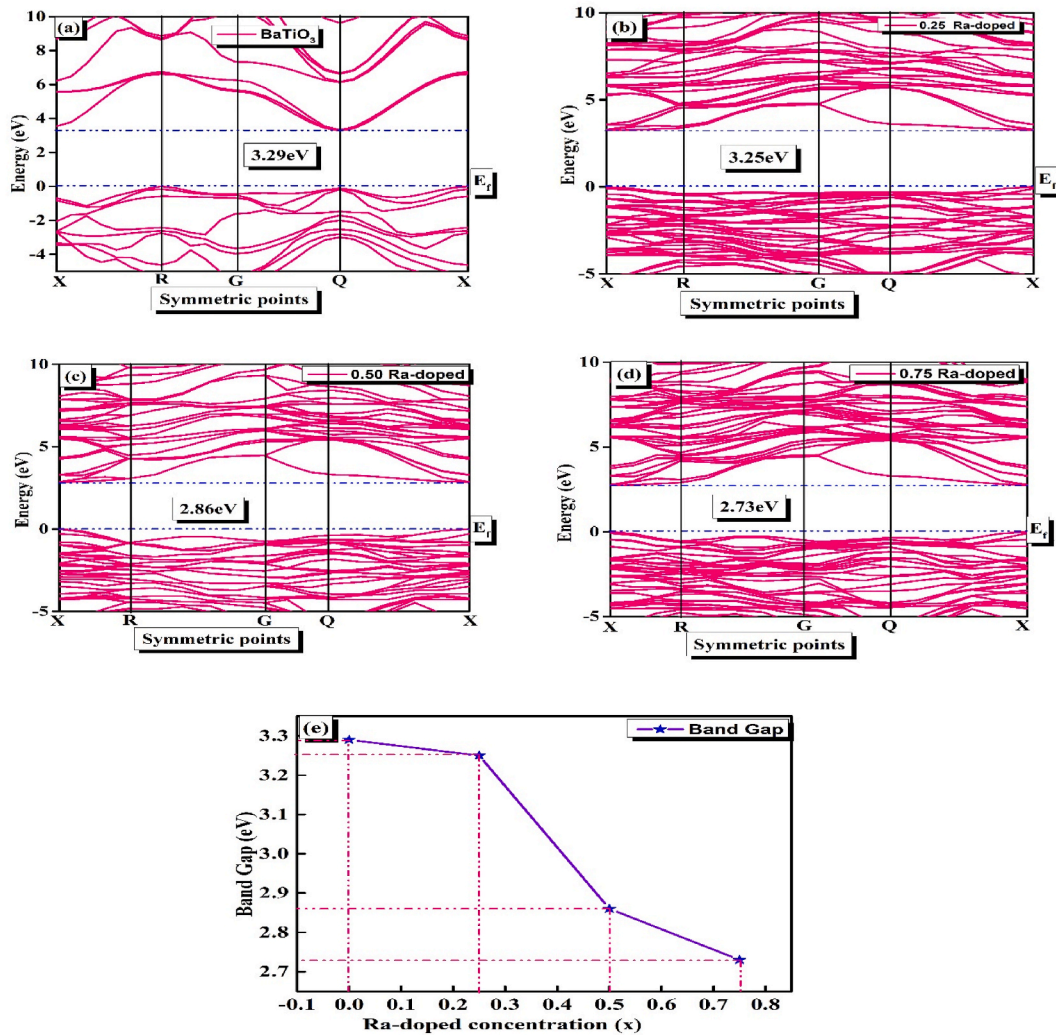 (a)
BaTiO3
10
8
6
4
2
0
-2
-4
Energy (eV)
3.29eV
Ef
X R G Q X
Symmetric points
(b)
0.25 Ra-doped
10
5
0
-5
Energy (eV)
3.25eV
Ef
X R G Q X
Symmetric points
(c)
0.50 Ra-doped
10
5
0
-5
Energy (eV)
2.86eV
Ef
X R G Q X
Symmetric points
(d)
0.75 Ra-doped
10
5
0
-5
Energy (eV)
2.73eV
Ef
X R G Q X
Symmetric points
(e)
Band Gap
3.3
3.2
3.1
3.0
2.9
2.8
2.7
Band Gap (eV)
-0.1 0.0 0.1 0.2 0.3 0.4 0.5 0.6 0.7 0.8
Ra-doped concentration (x)